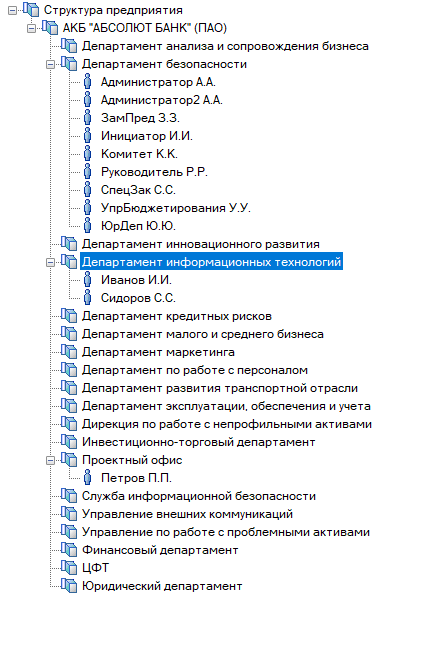 Структура предприятия
АКБ "АБСОЛЮТ БАНК" (ПАО)
Департамент анализа и сопровождения бизнеса
Департамент безопасности
Администратор А.А.
Администратор2 А.А.
ЗамПред З.З.
Инициатор И.И.
Комитет К.К.
Руководитель Р.Р.
СпецЗак С.С.
УпрБюджетирования У.У.
ЮрДеп Ю.Ю.
Департамент инновационного развития
Департамент информационных технологий
Иванов И.И.
Сидоров С.С.
Департамент кредитных рисков
Департамент малого и среднего бизнеса
Департамент маркетинга
Департамент по работе с персоналом
Департамент развития транспортной отрасли
Департамент эксплуатации, обеспечения и учета
Дирекция по работе с непрофильными активами
Инвестиционно-торговый департамент
Проектный офис
Петров П.П.
Служба информационной безопасности
Управление внешних коммуникаций
Управление по работе с проблемными активами
Финансовый департамент
ЦФТ
Юридический департамент